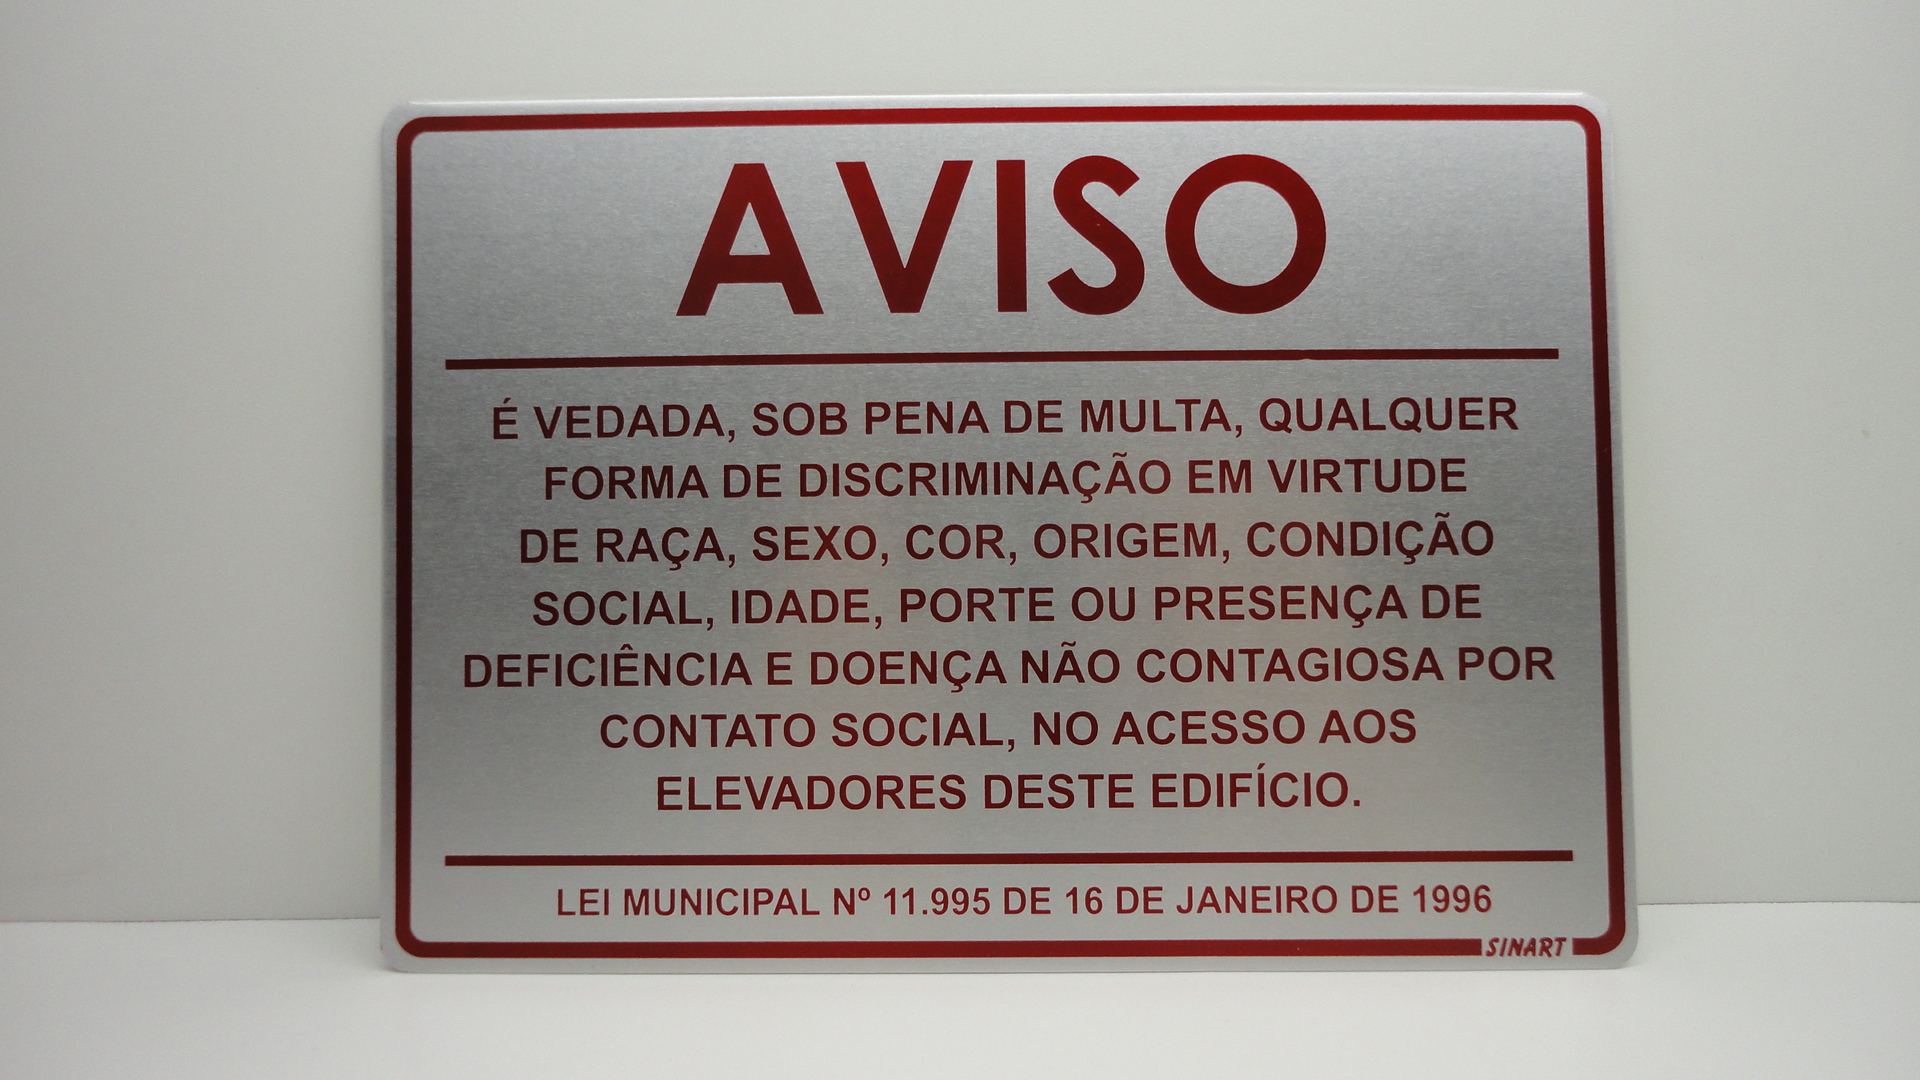 AVISO
É VEDADA, SOB PENA DE MULTA, QUALQUER
FORMA DE DISCRIMINAÇÃO EM VIRTUDE
DE RAÇA, SEXO, COR, ORIGEM, CONDIÇÃO
SOCIAL, IDADE, PORTE OU PRESENÇA DE
DEFICIÊNCIA E DOENÇA NÃO CONTAGIOSA POR
CONTATO SOCIAL, NO ACESSO AOS
ELEVADORES DESTE EDIFÍCIO.
LEI MUNICIPAL Nº 11.995 DE 16 DE JANEIRO DE 1996
SINART